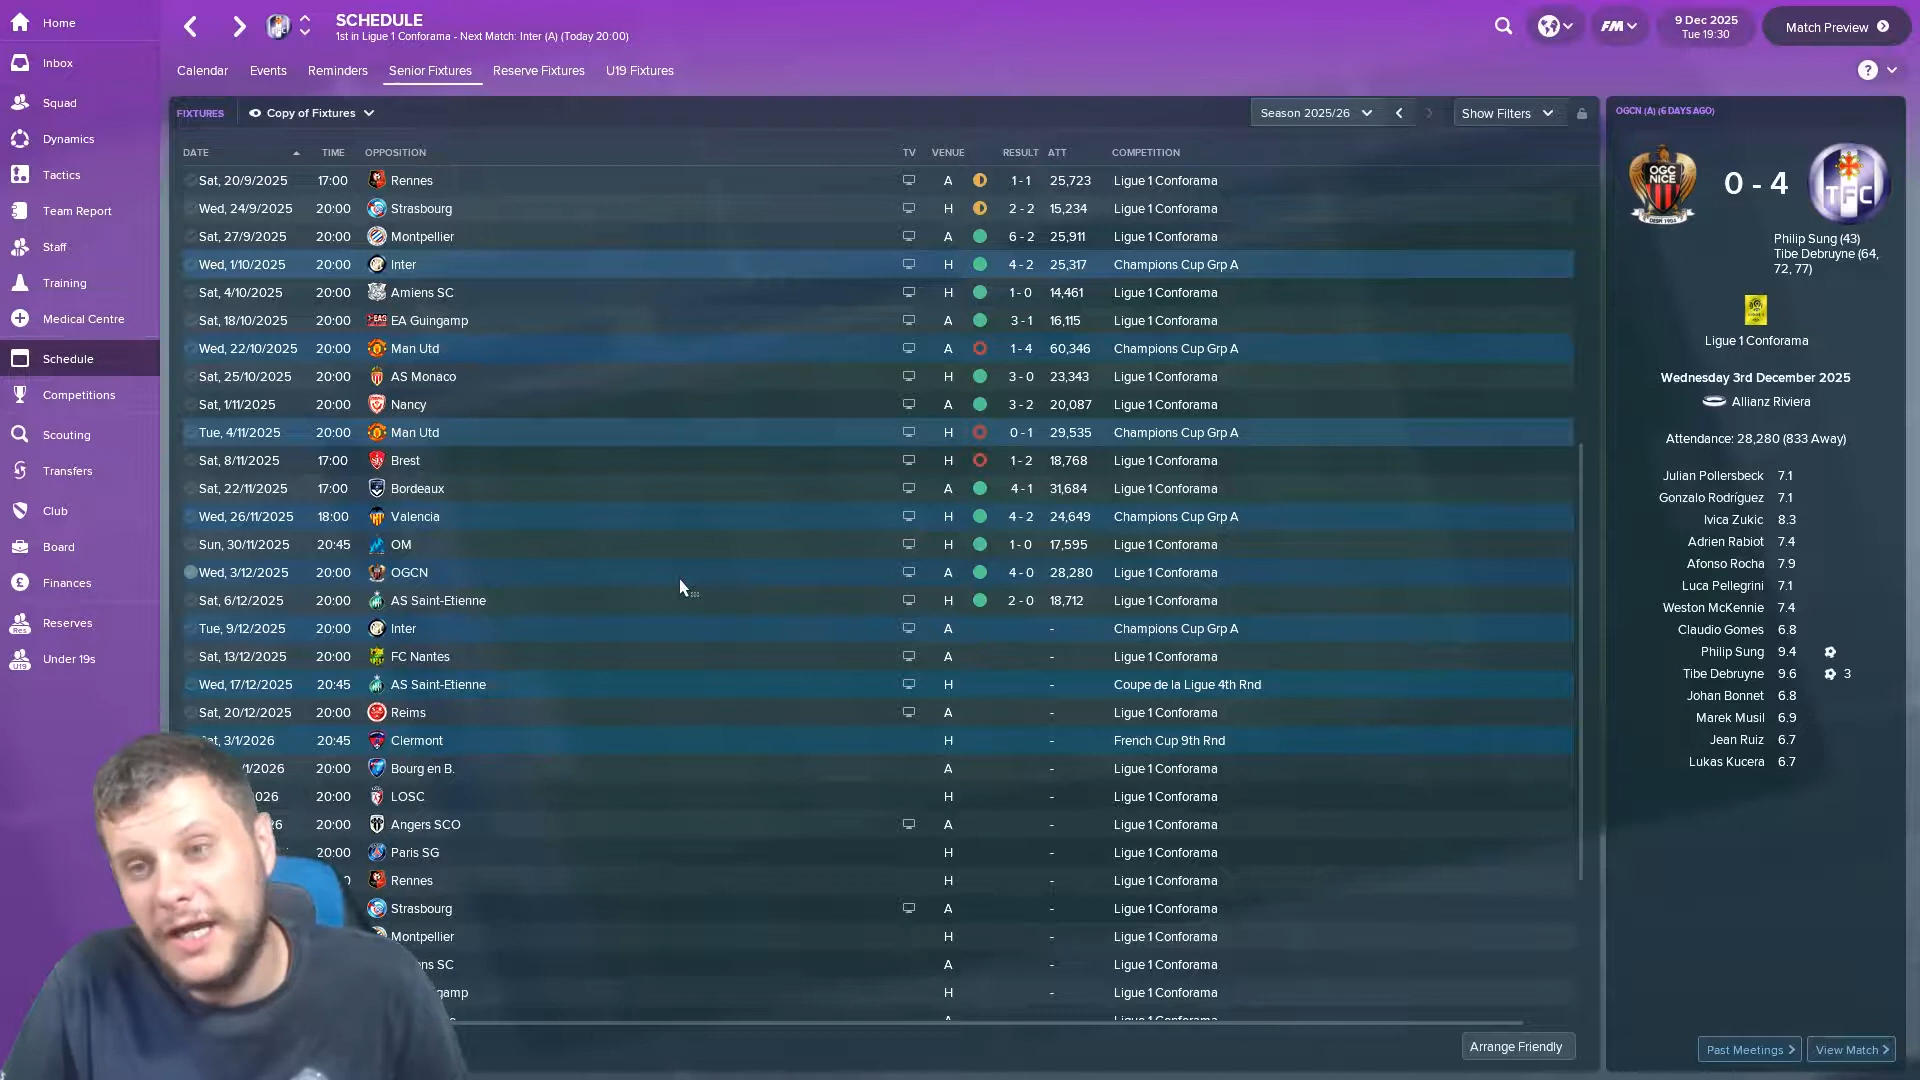 Home
Inbox
Squad
Dynamics
Tactics
Team Report
Staff
Training
Medical Centre
Schedule
Competitions
Scouting
Transfers
Club
Board
Finances
Reserves
Under 19s
SCHEDULE
1st in Ligue 1 Conforama - Next Match: Inter (A) (Today 20:00)
FM
9 Dec 2025
Tue 19:30
Match Preview
Calendar Events Reminders Senior Fixtures Reserve Fixtures U19 Fixtures
FIXTURES Copy of Fixtures Season 2025/26 Show Filters
DATE TIME OPPOSITION TV VENUE RESULT ATT COMPETITION
Sat, 20/9/2025 17:00 Rennes A 1 - 1 25,723 Ligue 1 Conforama
Wed, 24/9/2025 20:00 Strasbourg H 2 - 2 15,234 Ligue 1 Conforama
Sat, 27/9/2025 20:00 Montpellier A 6 - 2 25,911 Ligue 1 Conforama
Wed, 1/10/2025 20:00 Inter H 4 - 2 25,317 Champions Cup Grp A
Sat, 4/10/2025 20:00 Amiens SC H 1 - 0 14,461 Ligue 1 Conforama
Sat, 18/10/2025 20:00 EA Guingamp A 3 - 1 16,115 Ligue 1 Conforama
Wed, 22/10/2025 20:00 Man Utd A 1 - 4 60,346 Champions Cup Grp A
Sat, 25/10/2025 20:00 AS Monaco H 3 - 0 23,343 Ligue 1 Conforama
Sat, 1/11/2025 20:00 Nancy A 3 - 2 20,087 Ligue 1 Conforama
Tue, 4/11/2025 20:00 Man Utd H 0 - 1 29,535 Champions Cup Grp A
Sat, 8/11/2025 17:00 Brest H 1 - 2 18,768 Ligue 1 Conforama
Sat, 22/11/2025 17:00 Bordeaux A 4 - 1 31,684 Ligue 1 Conforama
Wed, 26/11/2025 18:00 Valencia H 4 - 2 24,649 Champions Cup Grp A
Sun, 30/11/2025 20:45 OM H 1 - 0 17,595 Ligue 1 Conforama
Wed, 3/12/2025 20:00 OGCN A 4 - 0 28,280 Ligue 1 Conforama
Sat, 6/12/2025 20:00 AS Saint-Etienne H 2 - 0 18,712 Ligue 1 Conforama
Tue, 9/12/2025 20:00 Inter A - Champions Cup Grp A
Sat, 13/12/2025 20:00 FC Nantes A - Ligue 1 Conforama
Wed, 17/12/2025 20:45 AS Saint-Etienne H - Coupe de la Ligue 4th Rnd
Sat, 20/12/2025 20:00 Reims A - Ligue 1 Conforama
at, 3/1/2026 20:45 Clermont H - French Cup 9th Rnd
/1/2026 20:00 Bourg en B. A - Ligue 1 Conforama
026 20:00 LOSC H - Ligue 1 Conforama
6 20:00 Angers SCO A - Ligue 1 Conforama
20:00 Paris SG H - Ligue 1 Conforama
0 Rennes H - Ligue 1 Conforama
Strasbourg A - Ligue 1 Conforama
Montpellier H - Ligue 1 Conforama
ns SC A - Ligue 1 Conforama
gamp H - Ligue 1 Conforama
Arrange Friendly
OGCN (A) (6 DAYS AGO)
OGC NICE
0 - 4
TFC
Philip Sung (43)
Tibe Debruyne (64,
72, 77)
Ligue 1 Conforama
Wednesday 3rd December 2025
Allianz Riviera
Attendance: 28,280 (833 Away)
Julian Pollersbeck 7.1
Gonzalo Rodríguez 7.1
Ivica Zukic 8.3
Adrien Rabiot 7.4
Afonso Rocha 7.9
Luca Pellegrini 7.1
Weston McKennie 7.4
Claudio Gomes 6.8
Philip Sung 9.4
Tibe Debruyne 9.6 3
Johan Bonnet 6.8
Marek Musil 6.9
Jean Ruiz 6.7
Lukas Kucera 6.7
Past Meetings View Match